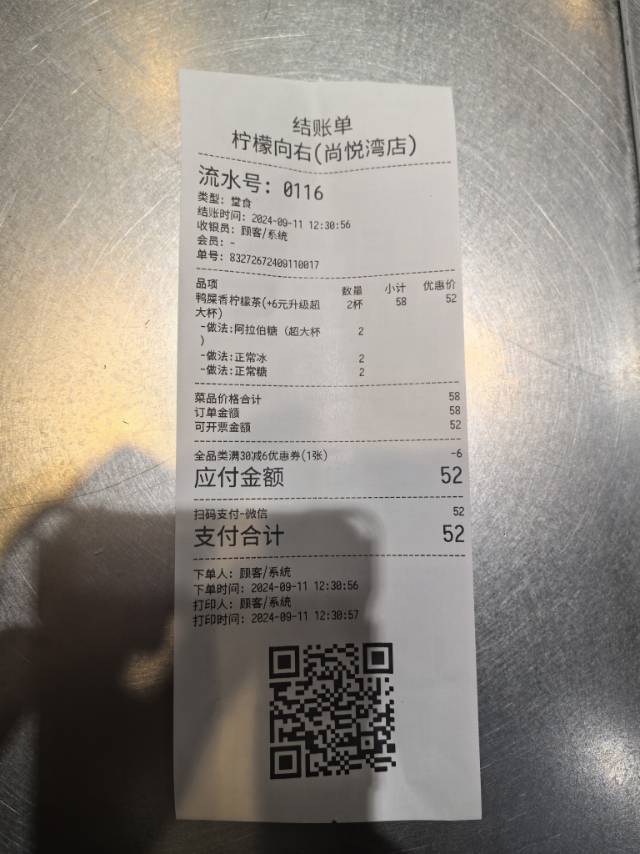 结账单
柠檬向右(尚悦湾店)
流水号: 0116
类型: 堂食
结账时间: 2024-09-11 12:30:56
收银员: 顾客/系统
会员: -
单号: 83272672409110017
品项 数量 小计 优惠价
鸭屎香柠檬茶(+6元升级超 2杯 58 52
大杯)
-做法:阿拉伯糖 (超大杯 2
)
-做法:正常冰 2
-做法:正常糖 2
菜品价格合计 58
订单金额 58
可开票金额 52
全品类满30减6优惠券(1张) -6
应付金额 52
扫码支付-微信 52
支付合计 52
下单人: 顾客/系统
下单时间: 2024-09-11 12:30:56
打印人: 顾客/系统
打印时间: 2024-09-11 12:30:57